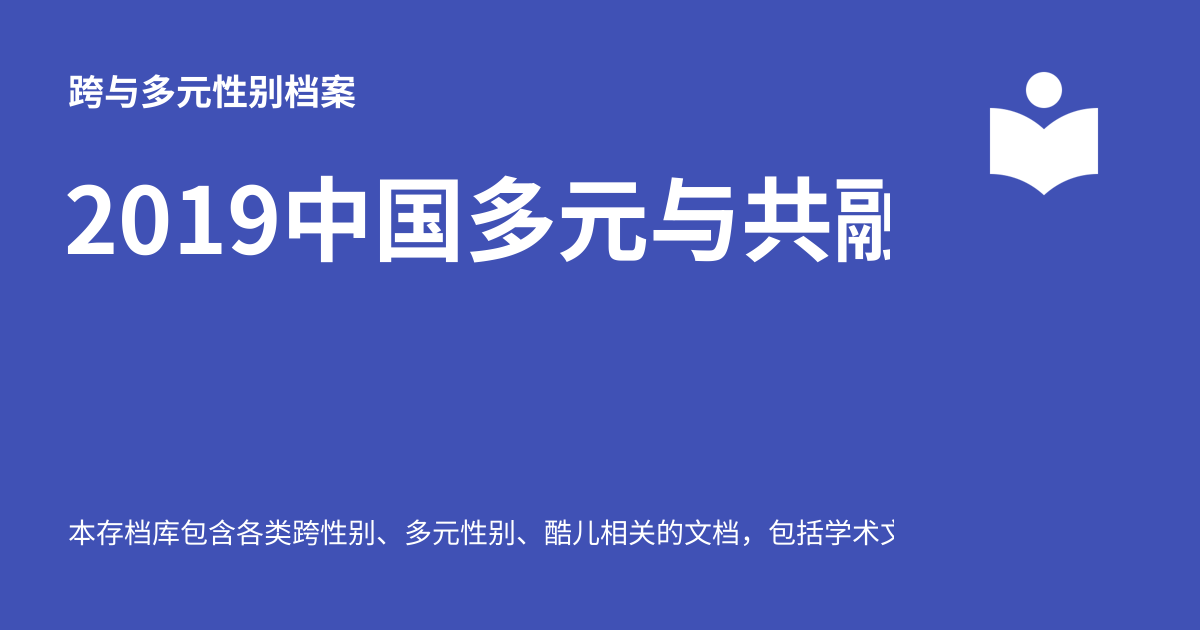 跨与多元性别档案
2019中国多元与共融
本存档库包含各类跨性别、多元性别、酷儿相关的文档，包括学术文